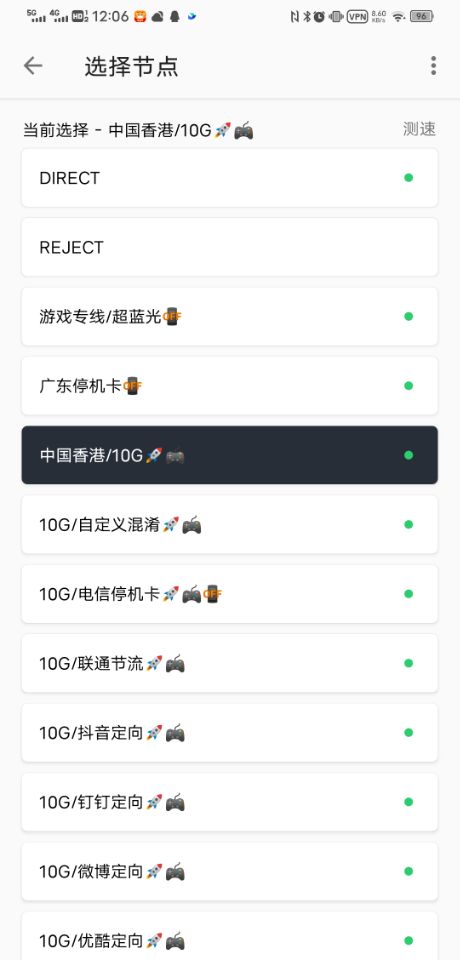 5G 4G HD 1 2 12:06 VPN 8.60 KB/s 96
选择节点
当前选择 - 中国香港/10G🚀🎮 测速
DIRECT
REJECT
游戏专线/超蓝光📴
广东停机卡📴
中国香港/10G🚀🎮
10G/自定义混淆🚀🎮
10G/电信停机卡🚀🎮📴
10G/联通节流🚀🎮
10G/抖音定向🚀🎮
10G/钉钉定向🚀🎮
10G/微博定向🚀🎮
10G/优酷定向🚀🎮